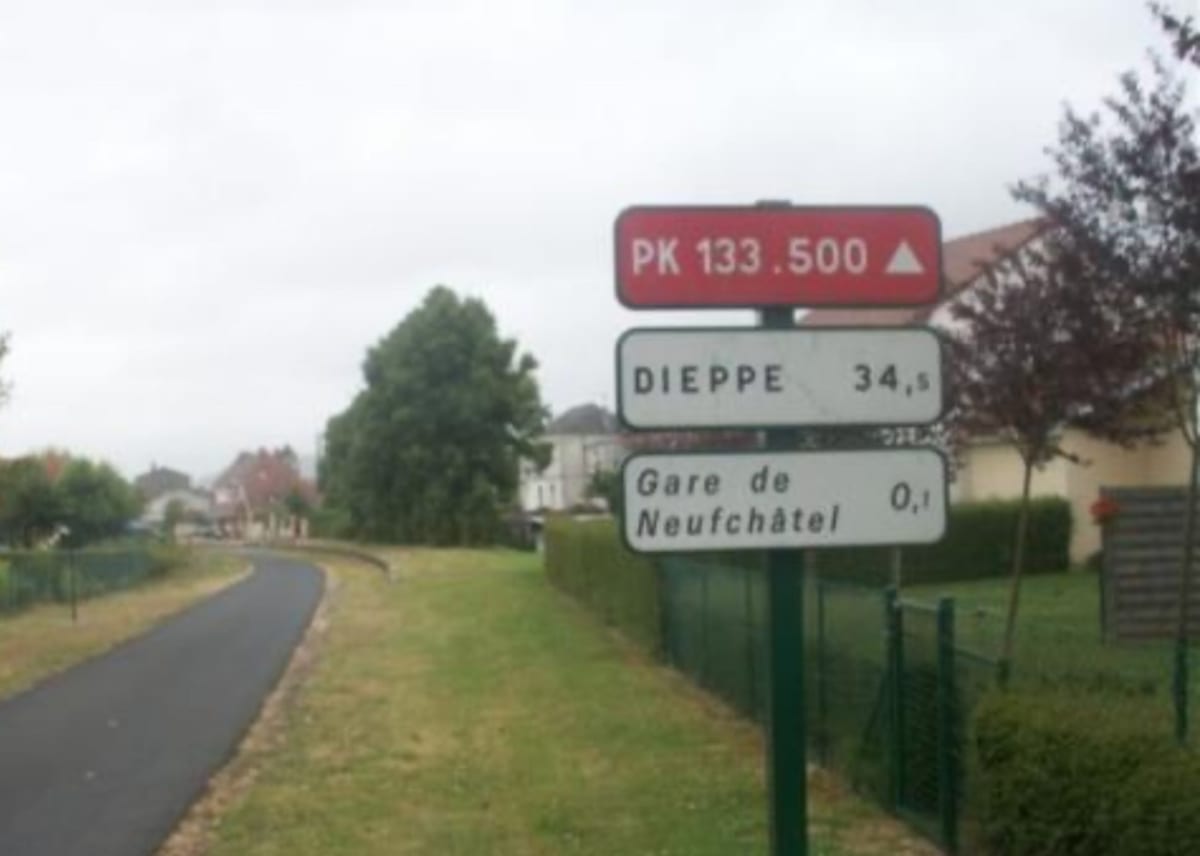 PK 133.500
DIEPPE 34,5
Gare de
Neufchâtel 0,1